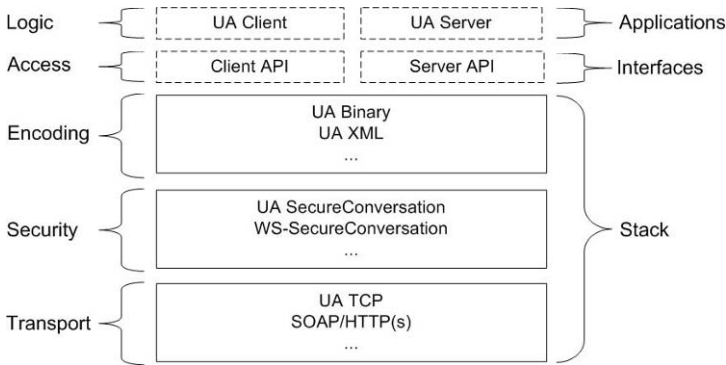 Logic UA Client UA Server Applications
Access Client API Server API Interfaces
Encoding
UA Binary
UA XML
...
Security
UA SecureConversation
WS-SecureConversation
...
Stack
Transport
UA TCP
SOAP/HTTP(s)
...